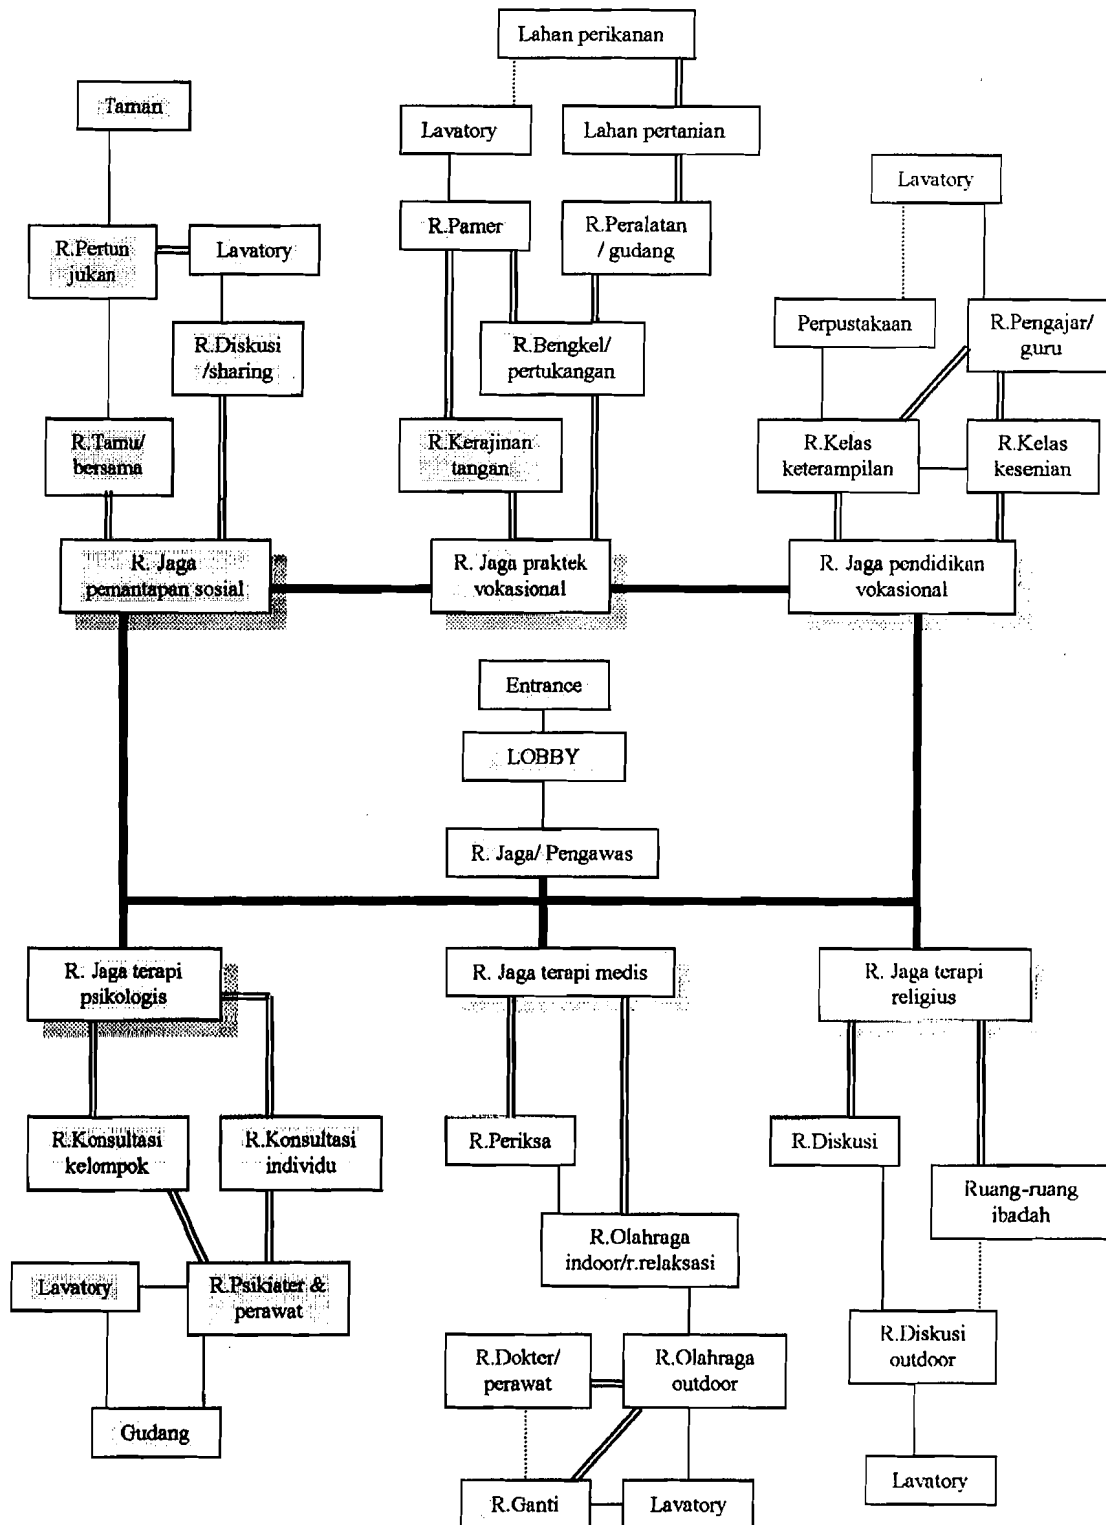 Lahan perikanan
Taman
Lavatory
Lahan pertanian
Lavatory
R.Pertun
jukan
Lavatory
R.Pamer
R.Peralatan
/ gudang
Perpustakaan
R.Pengajar/
guru
R.Diskusi
/sharing
R.Bengkel/
pertukangan
R.Tamu/
bersama
R.Kerajinan
tangan
R.Kelas
keterampilan
R.Kelas
kesenian
R. Jaga
pemantapan sosial
R. Jaga praktek
vokasional
R. Jaga pendidikan
vokasional
Entrance
LOBBY
R. Jaga/ Pengawas
R. Jaga terapi
psikologis
R. Jaga terapi medis
R. Jaga terapi
religius
R.Konsultasi
kelompok
R.Konsultasi
individu
R.Periksa
R.Diskusi
Ruang-ruang
ibadah
R.Olahraga
indoor/r.relaksasi
Lavatory
R.Psikiater &
perawat
R.Dokter/
perawat
R.Olahraga
outdoor
R.Diskusi
outdoor
Gudang
R.Ganti
Lavatory
Lavatory